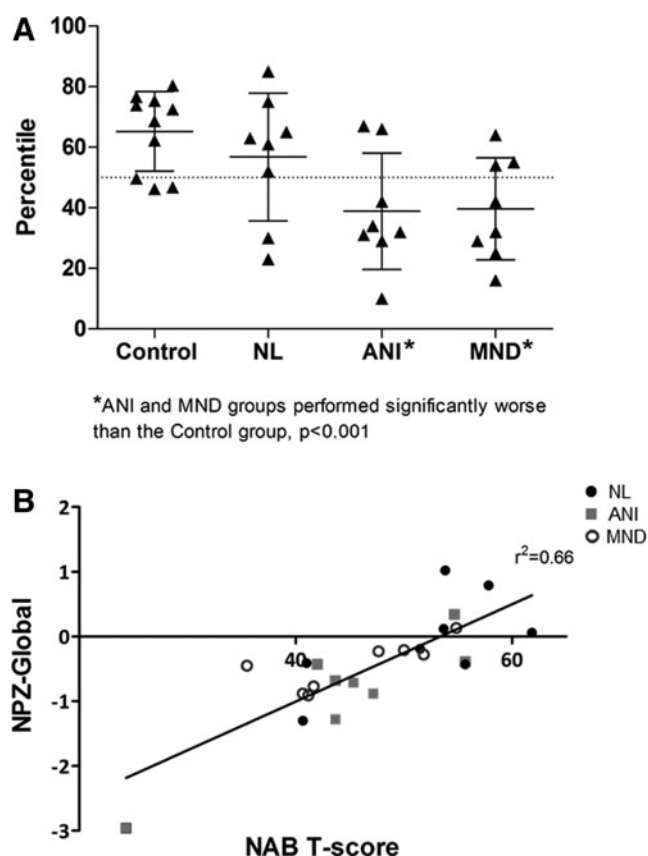 A
100
80
60
40
20
0
Percentile
Control NL ANI* MND*
*ANI and MND groups performed significantly worse
than the Control group, p<0.001
B
NL
ANI
MND
r²=0.66
2
1
0
-1
-2
-3
40 60
NPZ-Global
NAB T-score